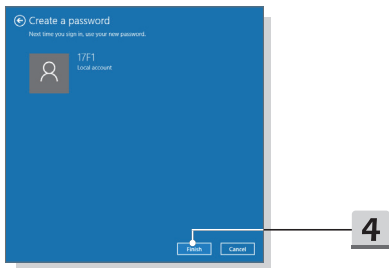 Create a password
Next time you sign in, use your new password.
17F1
Local account
4
Finish Cancel